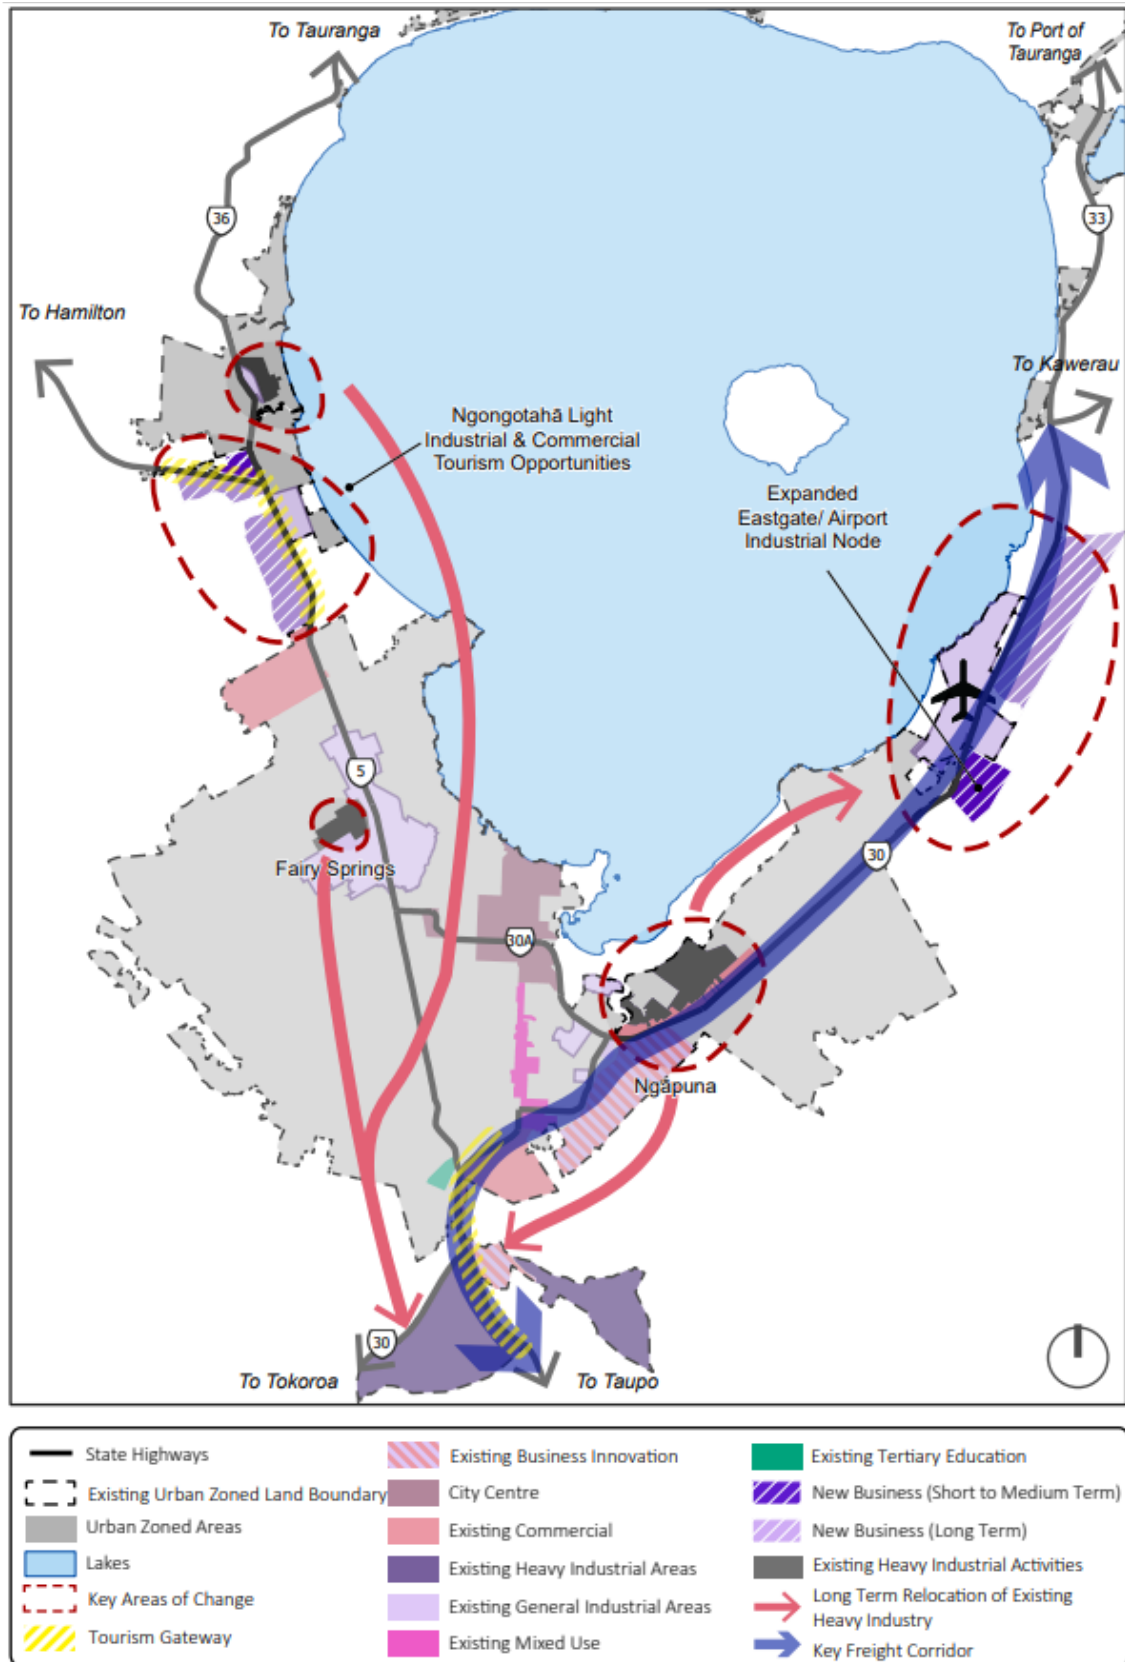 To Tauranga
To Port of
Tauranga
36
33
To Hamilton
To Kawerau
Ngongotahā Light
Industrial & Commercial
Tourism Opportunities
Expanded
Eastgate/ Airport
Industrial Node
5
Fairy Springs
30
30A
Ngāpuna
30
To Tokoroa
To Taupo
State Highways
Existing Urban Zoned Land Boundary
Urban Zoned Areas
Lakes
Key Areas of Change
Tourism Gateway
Existing Business Innovation
City Centre
Existing Commercial
Existing Heavy Industrial Areas
Existing General Industrial Areas
Existing Mixed Use
Existing Tertiary Education
New Business (Short to Medium Term)
New Business (Long Term)
Existing Heavy Industrial Activities
Long Term Relocation of Existing
Heavy Industry
Key Freight Corridor